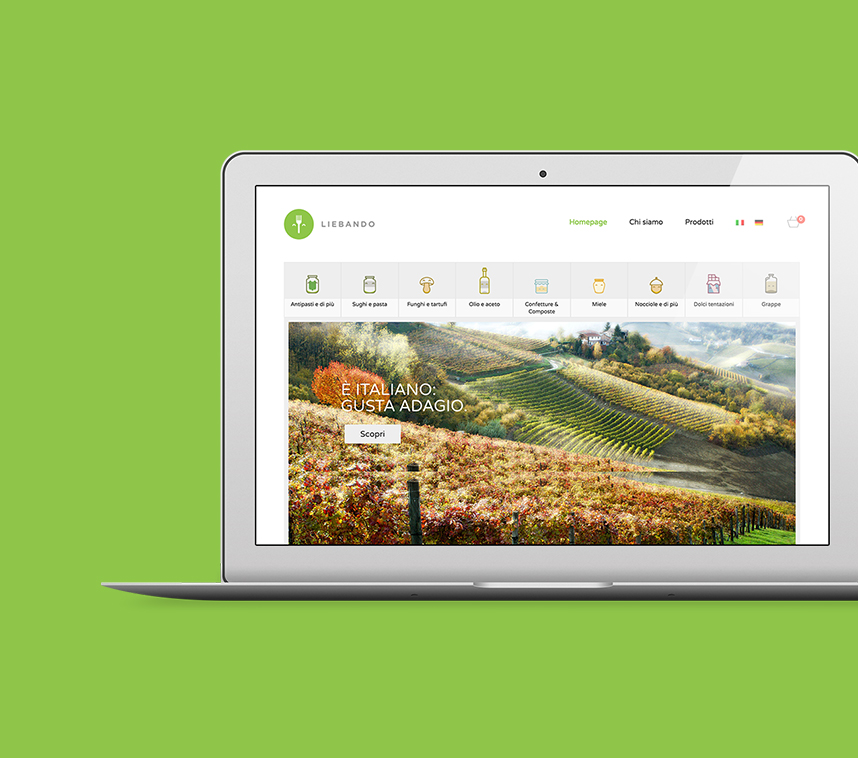 LIEBANDO
Homepage
Chi siamo
Prodotti
0
Antipasti e di più
Sughi e pasta
Funghi e tartufi
Olio e aceto
Confetture &
Composte
Miele
Nocciole e di più
Dolci tentazioni
Grappe
È ITALIANO:
GUSTA ADAGIO.
Scopri